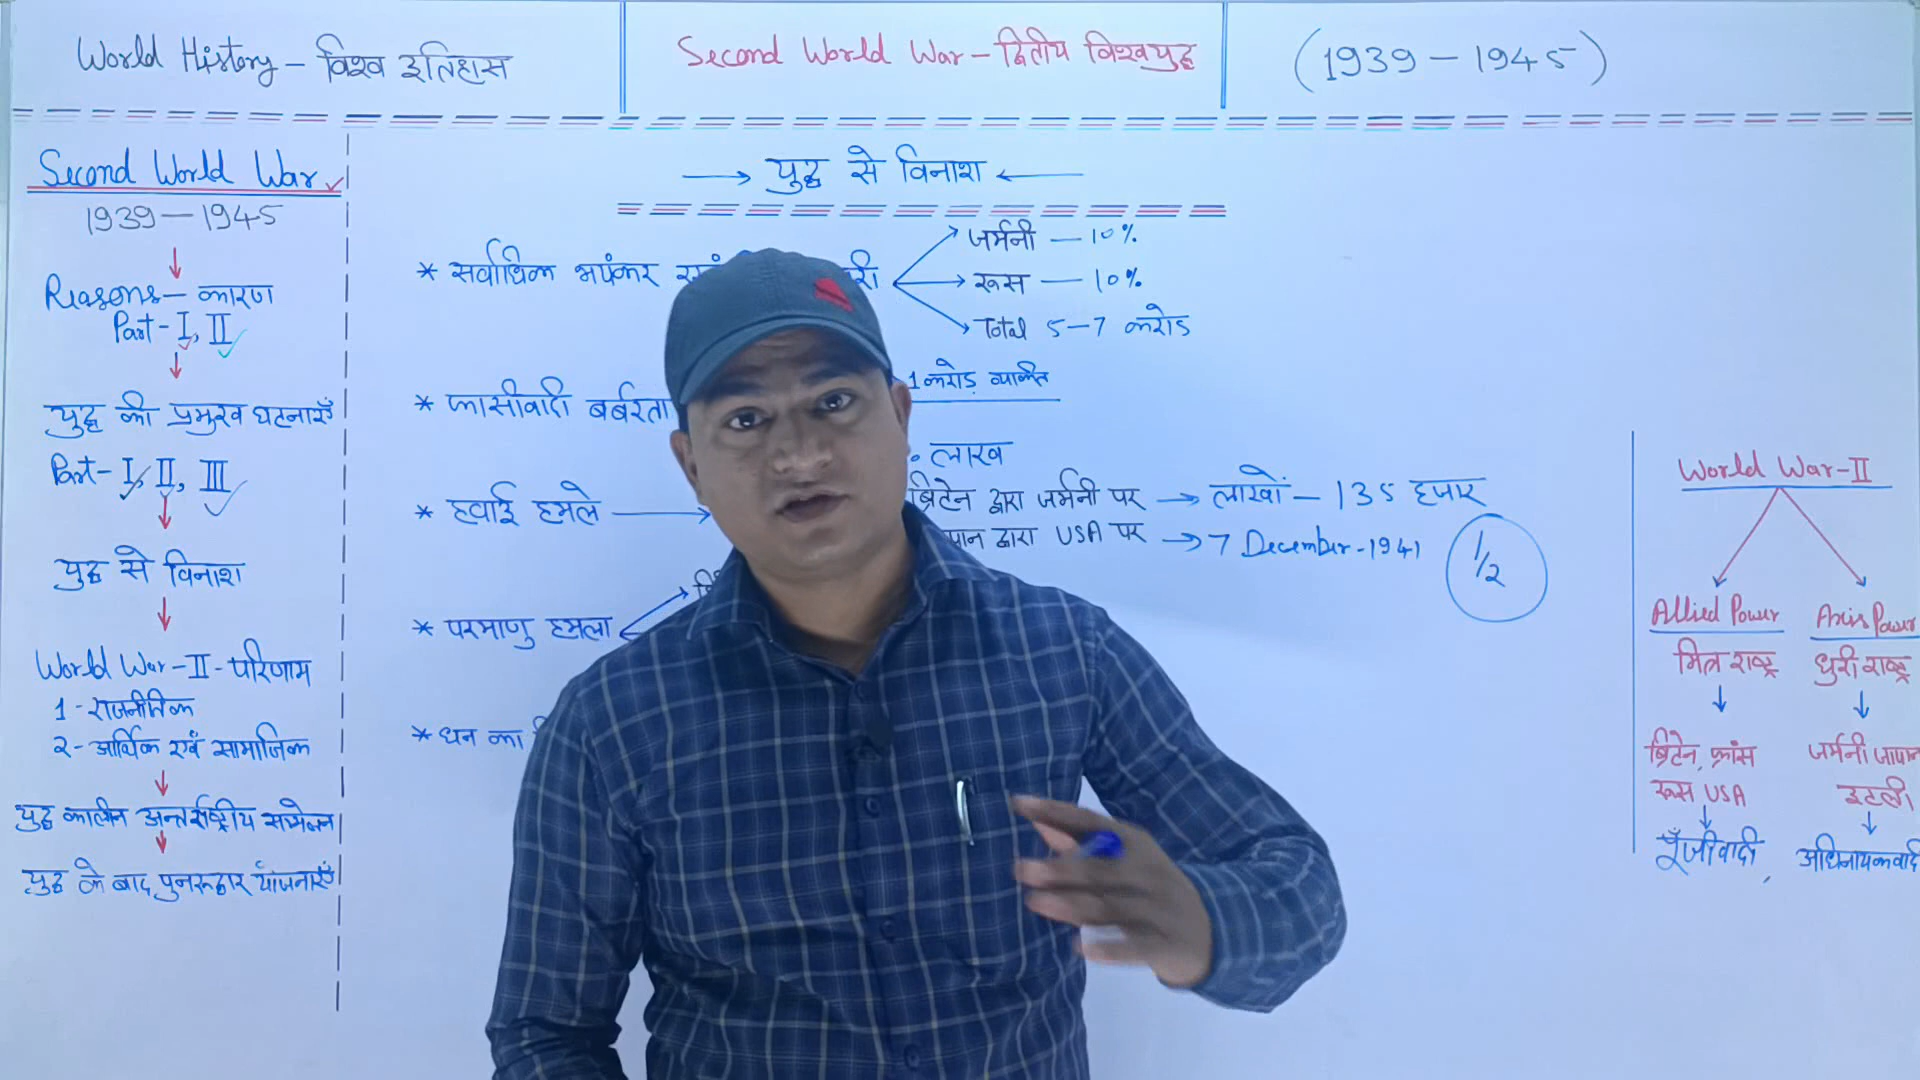 World History – विश्व इतिहास
Second World War – द्वितीय विश्वयुद्ध
(1939 – 1945)
Second World War
1939 – 1945
Reasons – कारण
Part - I, II
युद्ध की प्रमुख घटनाएँ
Part - I, II, III
युद्ध से विनाश
World War - II - परिणाम
1 - राजनीतिक
2 - आर्थिक एवं सामाजिक
युद्ध कालीन अन्तर्राष्ट्रीय सम्मेलन
युद्ध के बाद पुनरुद्धार योजनाएँ
→ युद्ध से विनाश ←
* सर्वाधिक भयंकर
जर्मनी — 10%
रूस — 10%
Total 5–7 करोड
* फासीवादी बर्बरता
1 करोड़ व्यक्ति
लाख
* हवाई हमले →
ब्रिटेन द्वारा जर्मनी पर → लाखों – 135 हजार
द्वारा USA पर → 7 December - 1941
1/2
* परमाणु हमला
* धन का
World War - II
Allied Power
मित्र राष्ट्र
ब्रिटेन, फ्रांस
रूस USA
पूँजीवादी,
Axis Power
धुरी राष्ट्र
जर्मनी जापान
इटली
अधिनायकवादी